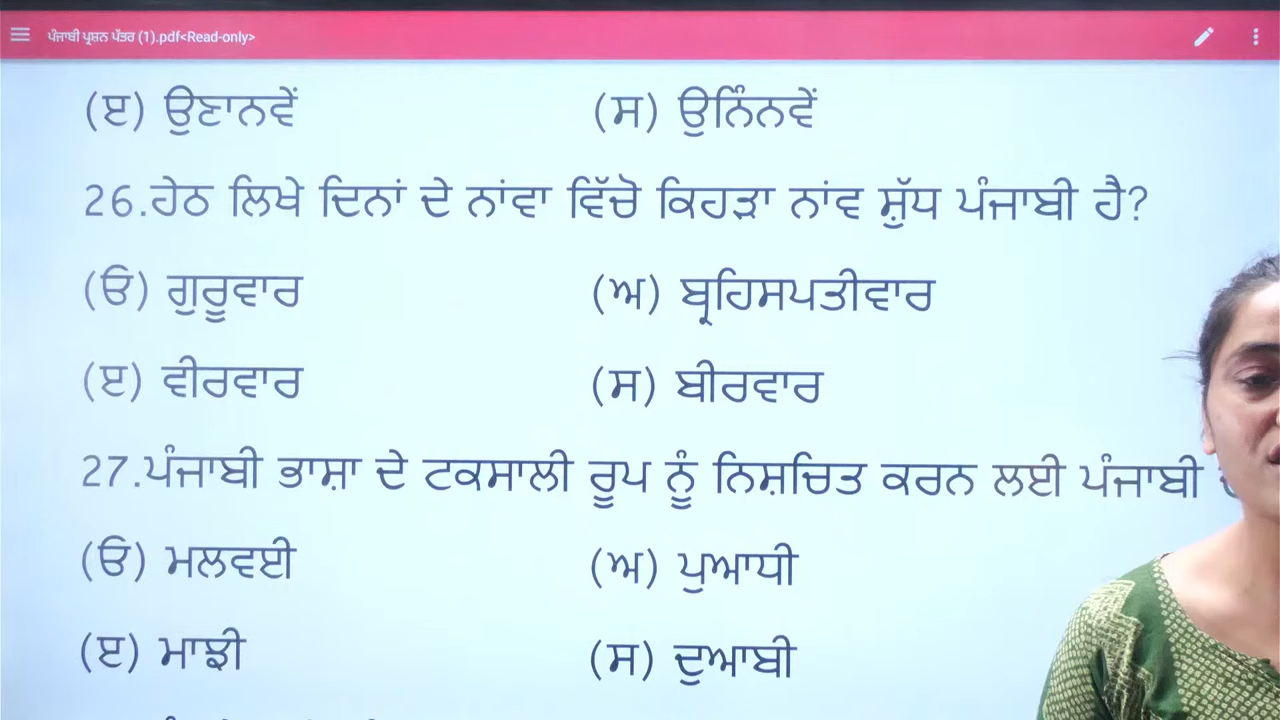 ਪੰਜਾਬੀ ਪ੍ਰਸ਼ਨ ਪੱਤਰ (1).pdf<Read-only>
(ੲ) ਉਣਾਨਵੇਂ (ਸ) ਉਨਿੰਨਵੇਂ
26.ਹੇਠ ਲਿਖੇ ਦਿਨਾਂ ਦੇ ਨਾਂਵਾ ਵਿੱਚੋ ਕਿਹੜਾ ਨਾਂਵ ਸ਼ੁੱਧ ਪੰਜਾਬੀ ਹੈ?
(ਓ) ਗੁਰੂਵਾਰ (ਅ) ਬ੍ਰਹਿਸਪਤੀਵਾਰ
(ੲ) ਵੀਰਵਾਰ (ਸ) ਬੀਰਵਾਰ
27.ਪੰਜਾਬੀ ਭਾਸ਼ਾ ਦੇ ਟਕਸਾਲੀ ਰੂਪ ਨੂੰ ਨਿਸ਼ਚਿਤ ਕਰਨ ਲਈ ਪੰਜਾਬੀ
(ਓ) ਮਲਵਈ (ਅ) ਪੁਆਧੀ
(ੲ) ਮਾਝੀ (ਸ) ਦੁਆਬੀ